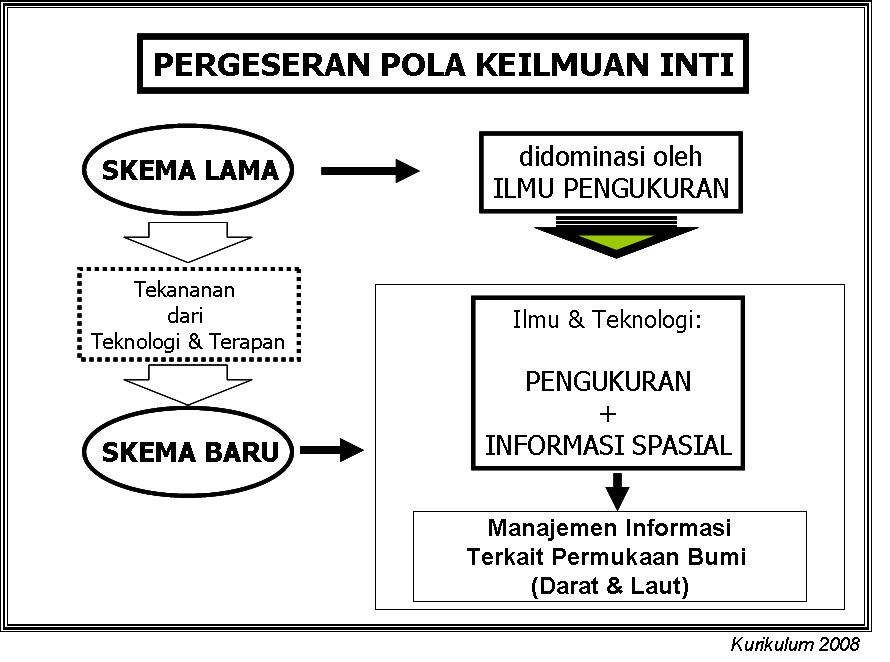 PERGESERAN POLA KEILMUAN INTI
SKEMA LAMA
didominasi oleh
ILMU PENGUKURAN
Tekananan
dari
Teknologi & Terapan
SKEMA BARU
Ilmu & Teknologi:
PENGUKURAN
+
INFORMASI SPASIAL
Manajemen Informasi
Terkait Permukaan Bumi
(Darat & Laut)
Kurikulum 2008